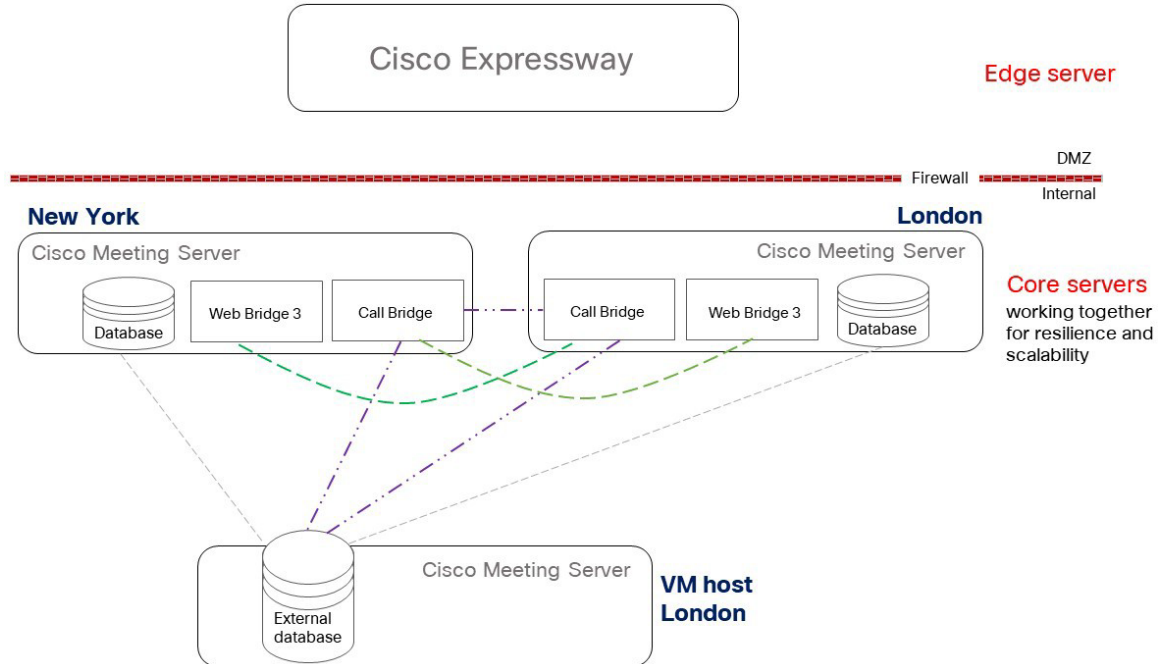 Cisco Expressway
Edge server
DMZ
Firewall
Internal
New York
London
Cisco Meeting Server
Cisco Meeting Server
Database
Web Bridge 3
Call Bridge
Call Bridge
Web Bridge 3
Database
Core servers
working together
for resilience and
scalability
Cisco Meeting Server
External
database
VM host
London